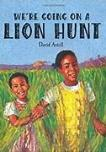 WE'RE GOING ON A
LION HUNT
David Axtell